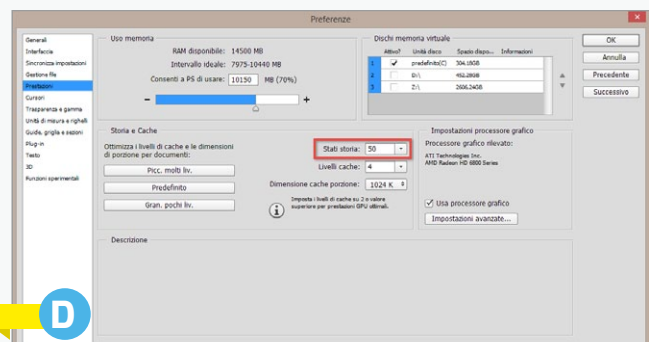 Preferenze
Generali
Interfaccia
Sincronizza impostazioni
Gestione file
Prestazioni
Cursori
Trasparenza e gamma
Unità di misura e righelli
Guide, griglia e sezioni
Plug-in
Testo
3D
Funzioni sperimentali
Uso memoria
RAM disponibile: 14500 MB
Intervallo ideale: 7975-10440 MB
Consenti a PS di usare: 10150 MB (70%)
- +
Dischi memoria virtuale
Attivo? Unità disco Spazio dispo... Informazioni
1 predefinito(C) 304.18GB
2 D:\ 452.28GB
3 Z:\ 2606.24GB
OK
Annulla
Precedente
Successivo
Storia e Cache
Ottimizza i livelli di cache e le dimensioni
di porzione per documenti:
Picc. molti liv.
Predefinito
Gran. pochi liv.
Stati storia: 50
Livelli cache: 4
Dimensione cache porzione: 1024 K
Imposta i livelli di cache su 2 o valore
superiore per prestazioni GPU ottimali.
Impostazioni processore grafico
Processore grafico rilevato:
ATI Technologies Inc.
AMD Radeon HD 6800 Series
Usa processore grafico
Impostazioni avanzate...
Descrizione
D